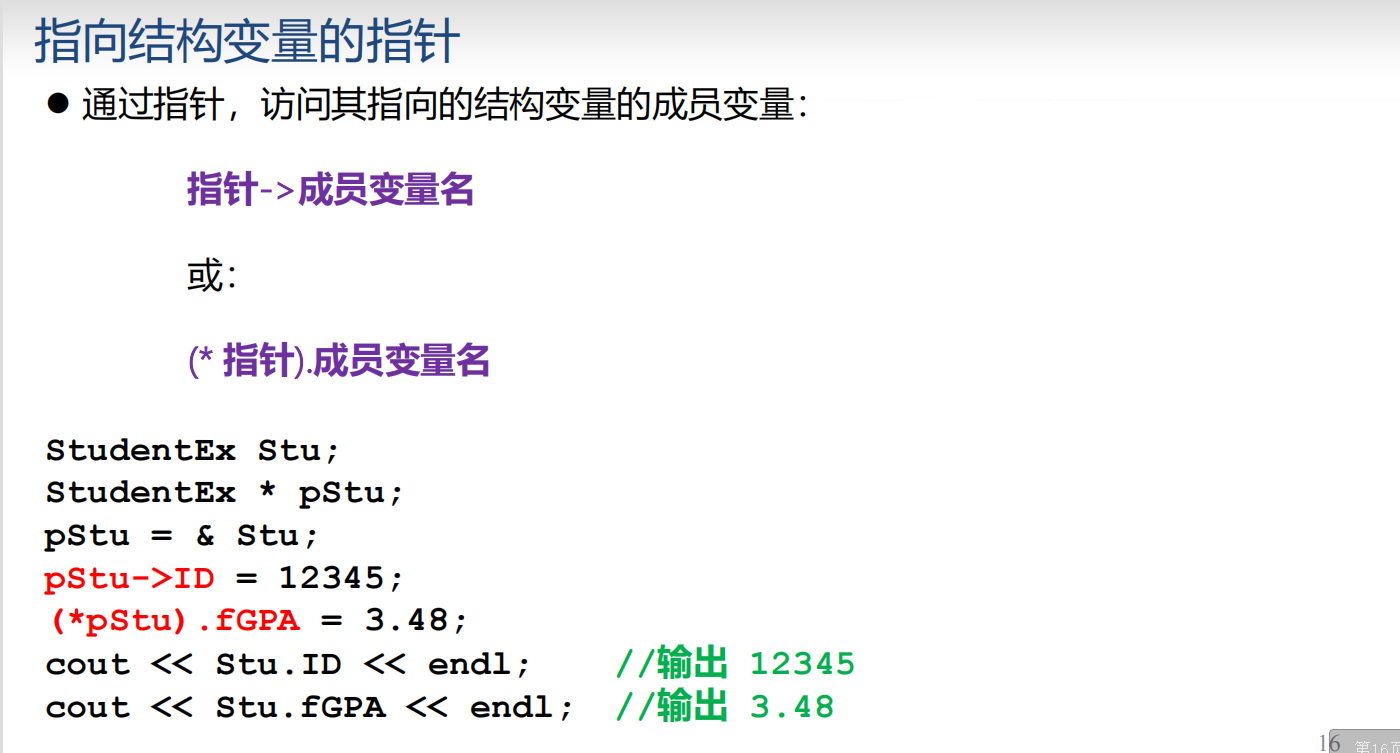 指向结构变量的指针
● 通过指针，访问其指向的结构变量的成员变量：
指针->成员变量名
或：
(* 指针).成员变量名
StudentEx Stu;
StudentEx * pStu;
pStu = & Stu;
pStu->ID = 12345;
(*pStu).fGPA = 3.48;
cout << Stu.ID << endl; //输出 12345
cout << Stu.fGPA << endl; //输出 3.48
16
第16页